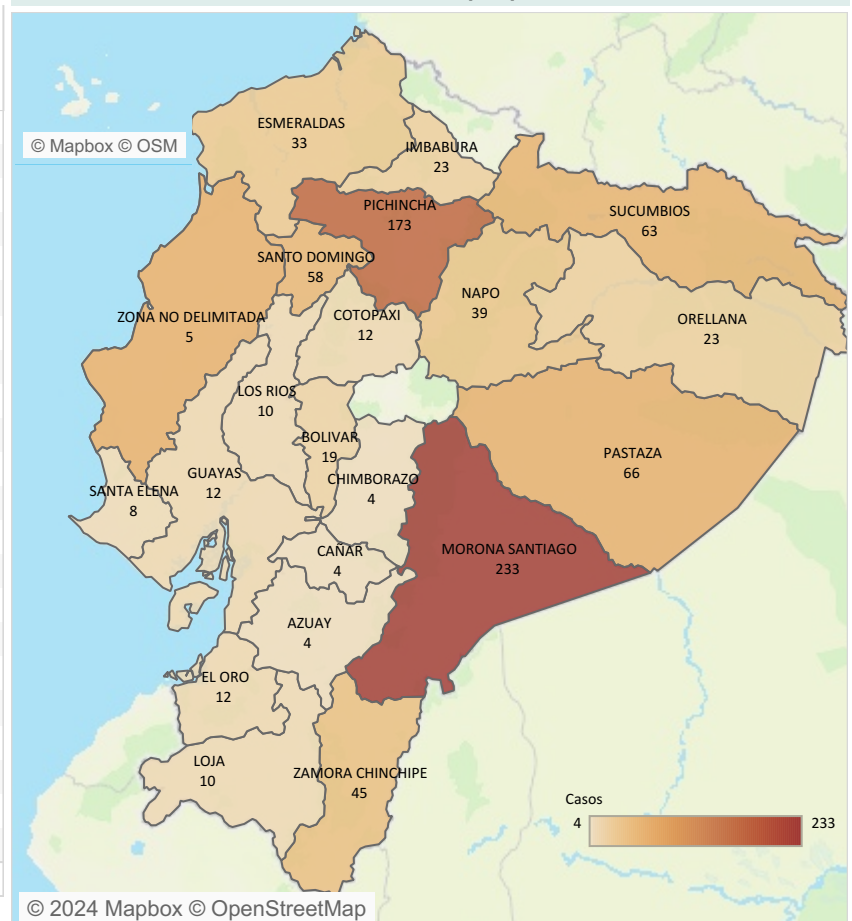 ESMERALDAS
33
© Mapbox © OSM
IMBABURA
23
PICHINCHA
173
SUCUMBIOS
63
SANTO DOMINGO
58
NAPO
39
ZONA NO DELIMITADA
5
COTOPAXI
12
ORELLANA
23
LOS RIOS
10
BOLIVAR
19
PASTAZA
66
GUAYAS
12
CHIMBORAZO
4
SANTA ELENA
8
MORONA SANTIAGO
233
CAÑAR
4
AZUAY
4
EL ORO
12
LOJA
10
ZAMORA CHINCHIPE
45
Casos
4 233
© 2024 Mapbox © OpenStreetMap